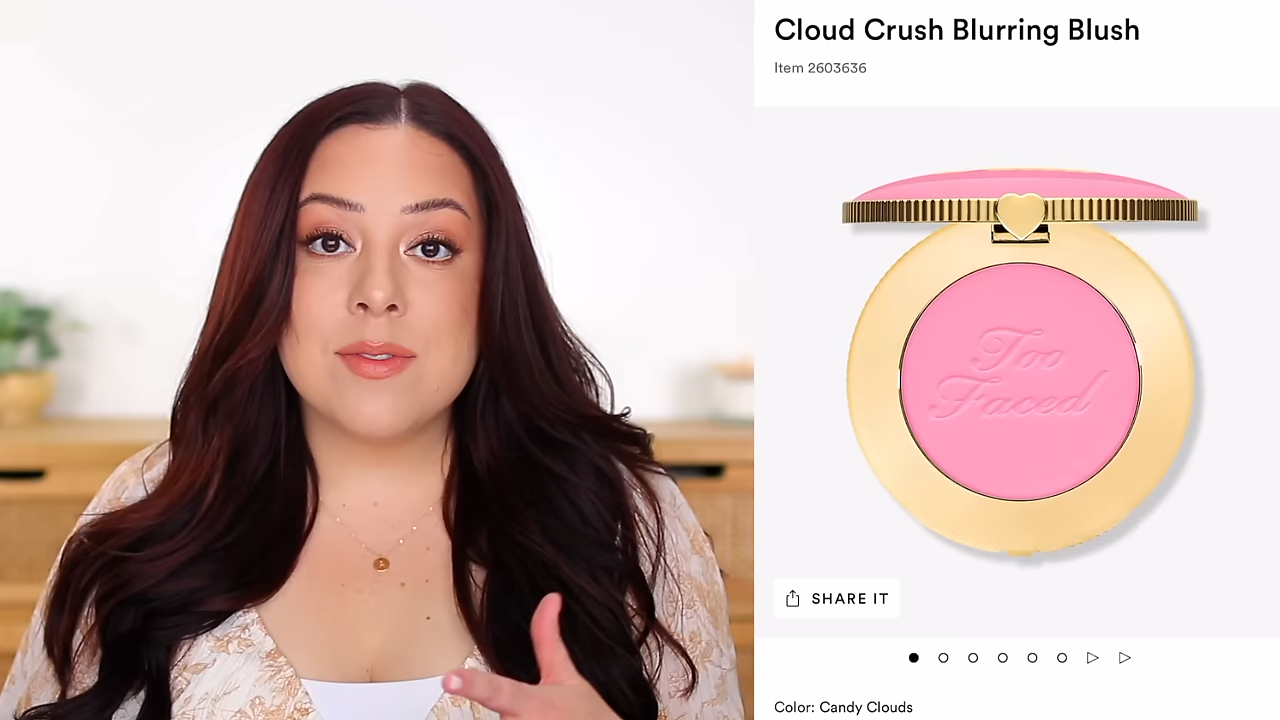 Cloud Crush Blurring Blush
Item 2603636
Too
Faced
SHARE IT
Color: Candy Clouds